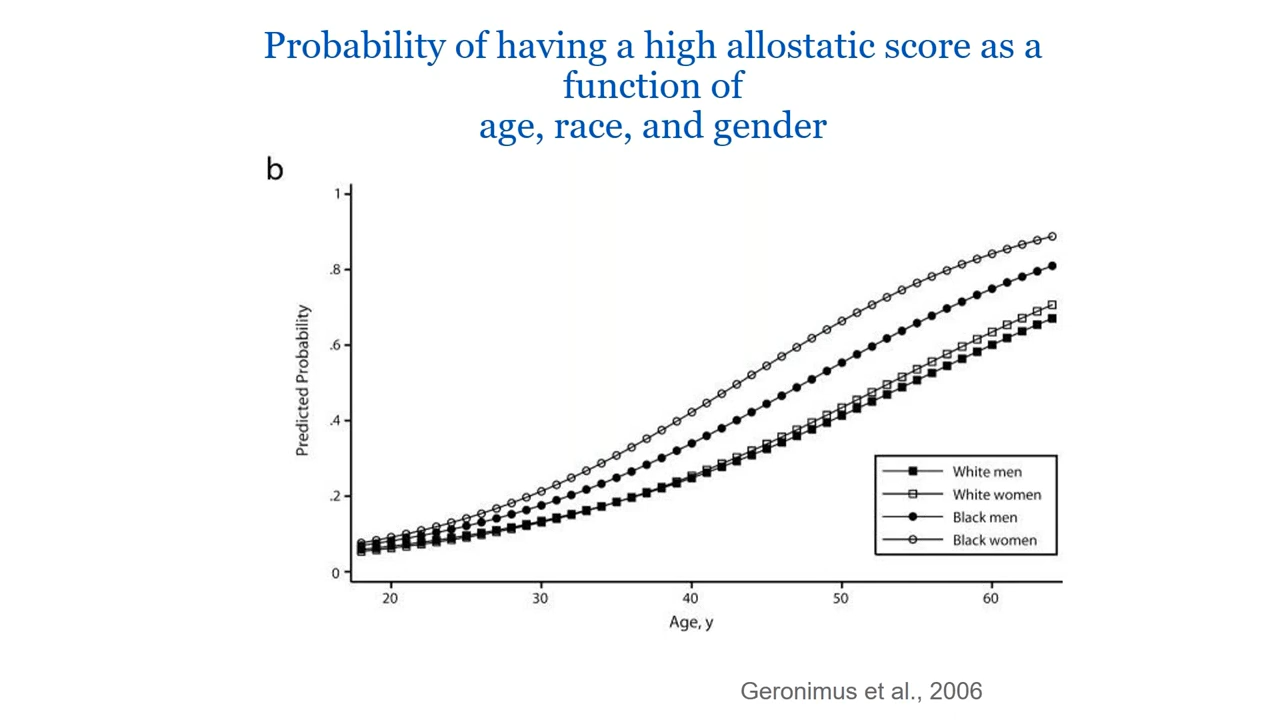 Probability of having a high allostatic score as a
function of
age, race, and gender
b
1
.8
.6
.4
.2
0
Predicted Probability
20 30 40 50 60
Age, y
White men
White women
Black men
Black women
Geronimus et al., 2006